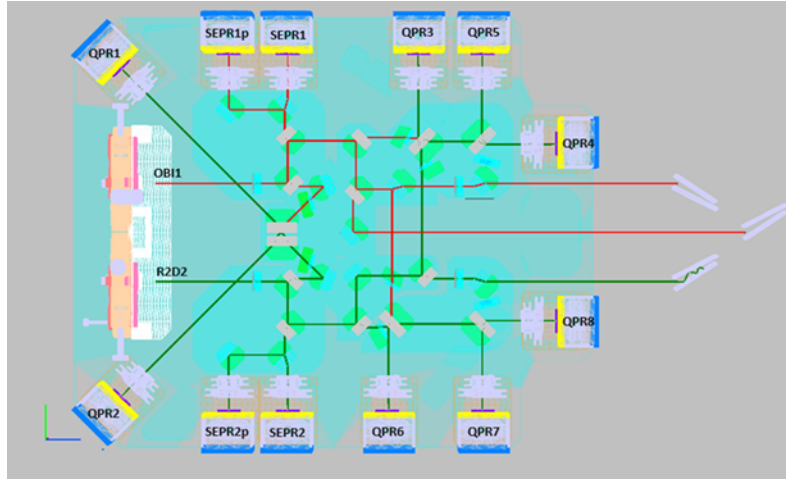 QPR1
SEPR1p
SEPR1
QPR3
QPR5
QPR4
OBI1
R2D2
QPR8
QPR2
SEPR2p
SEPR2
QPR6
QPR7